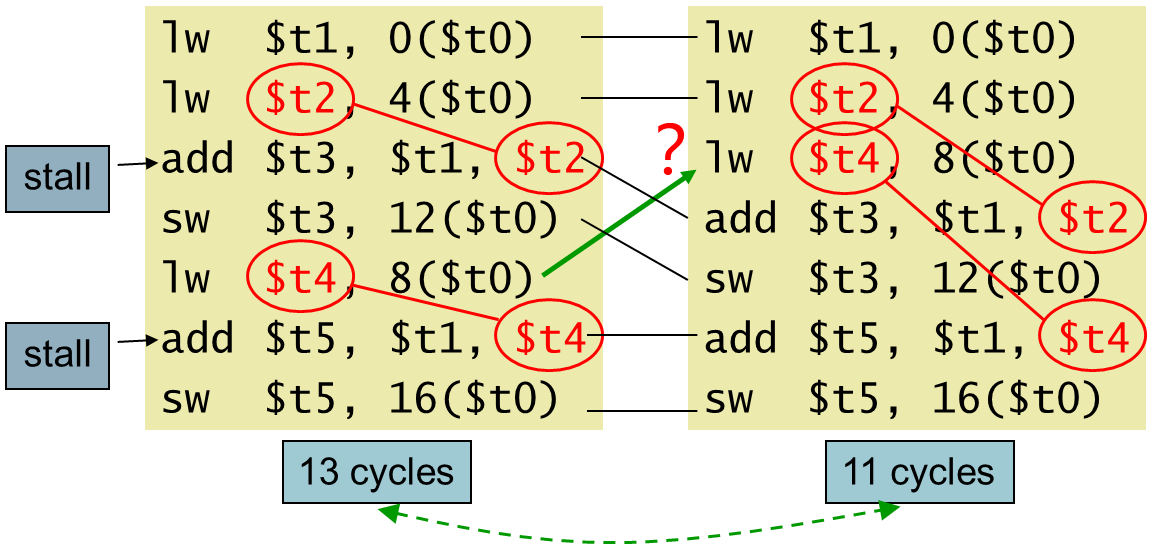 lw $t1, 0($t0)
lw $t2, 4($t0)
stall
add $t3, $t1, $t2
sw $t3, 12($t0)
lw $t4, 8($t0)
stall
add $t5, $t1, $t4
sw $t5, 16($t0)
13 cycles
?
lw $t1, 0($t0)
lw $t2, 4($t0)
lw $t4, 8($t0)
add $t3, $t1, $t2
sw $t3, 12($t0)
add $t5, $t1, $t4
sw $t5, 16($t0)
11 cycles